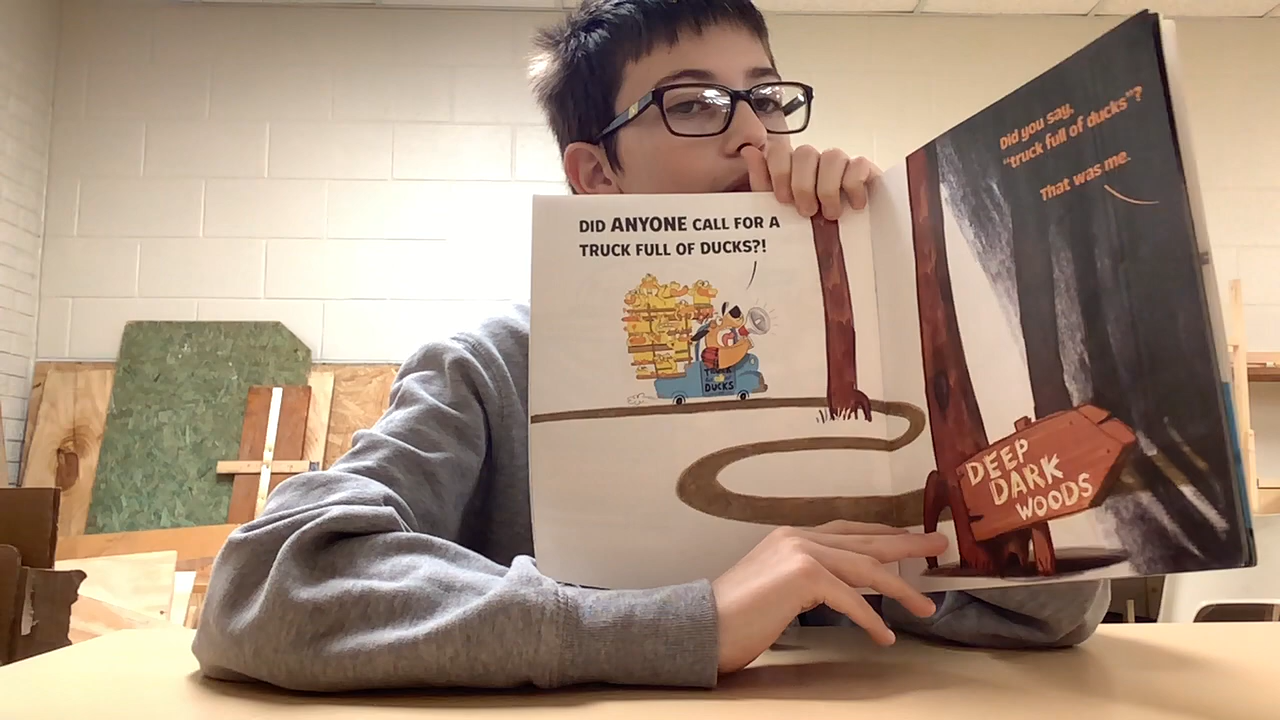 DID ANYONE CALL FOR A
TRUCK FULL OF DUCKS?!
DUCKS
Did you say,
"truck full of ducks"?
That was me.
DEEP
DARK
WOODS